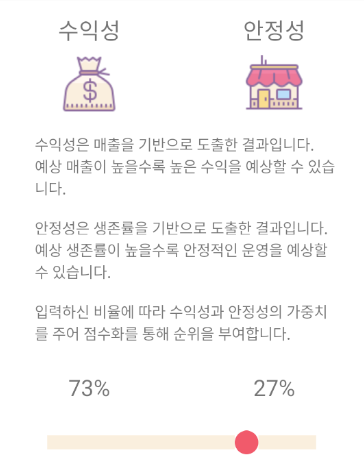 수익성 안정성
$
수익성은 매출을 기반으로 도출한 결과입니다.
예상 매출이 높을수록 높은 수익을 예상할 수 있습
니다.
안정성은 생존률을 기반으로 도출한 결과입니다.
예상 생존률이 높을수록 안정적인 운영을 예상할
수 있습니다.
입력하신 비율에 따라 수익성과 안정성의 가중치
를 주어 점수화를 통해 순위를 부여합니다.
73% 27%